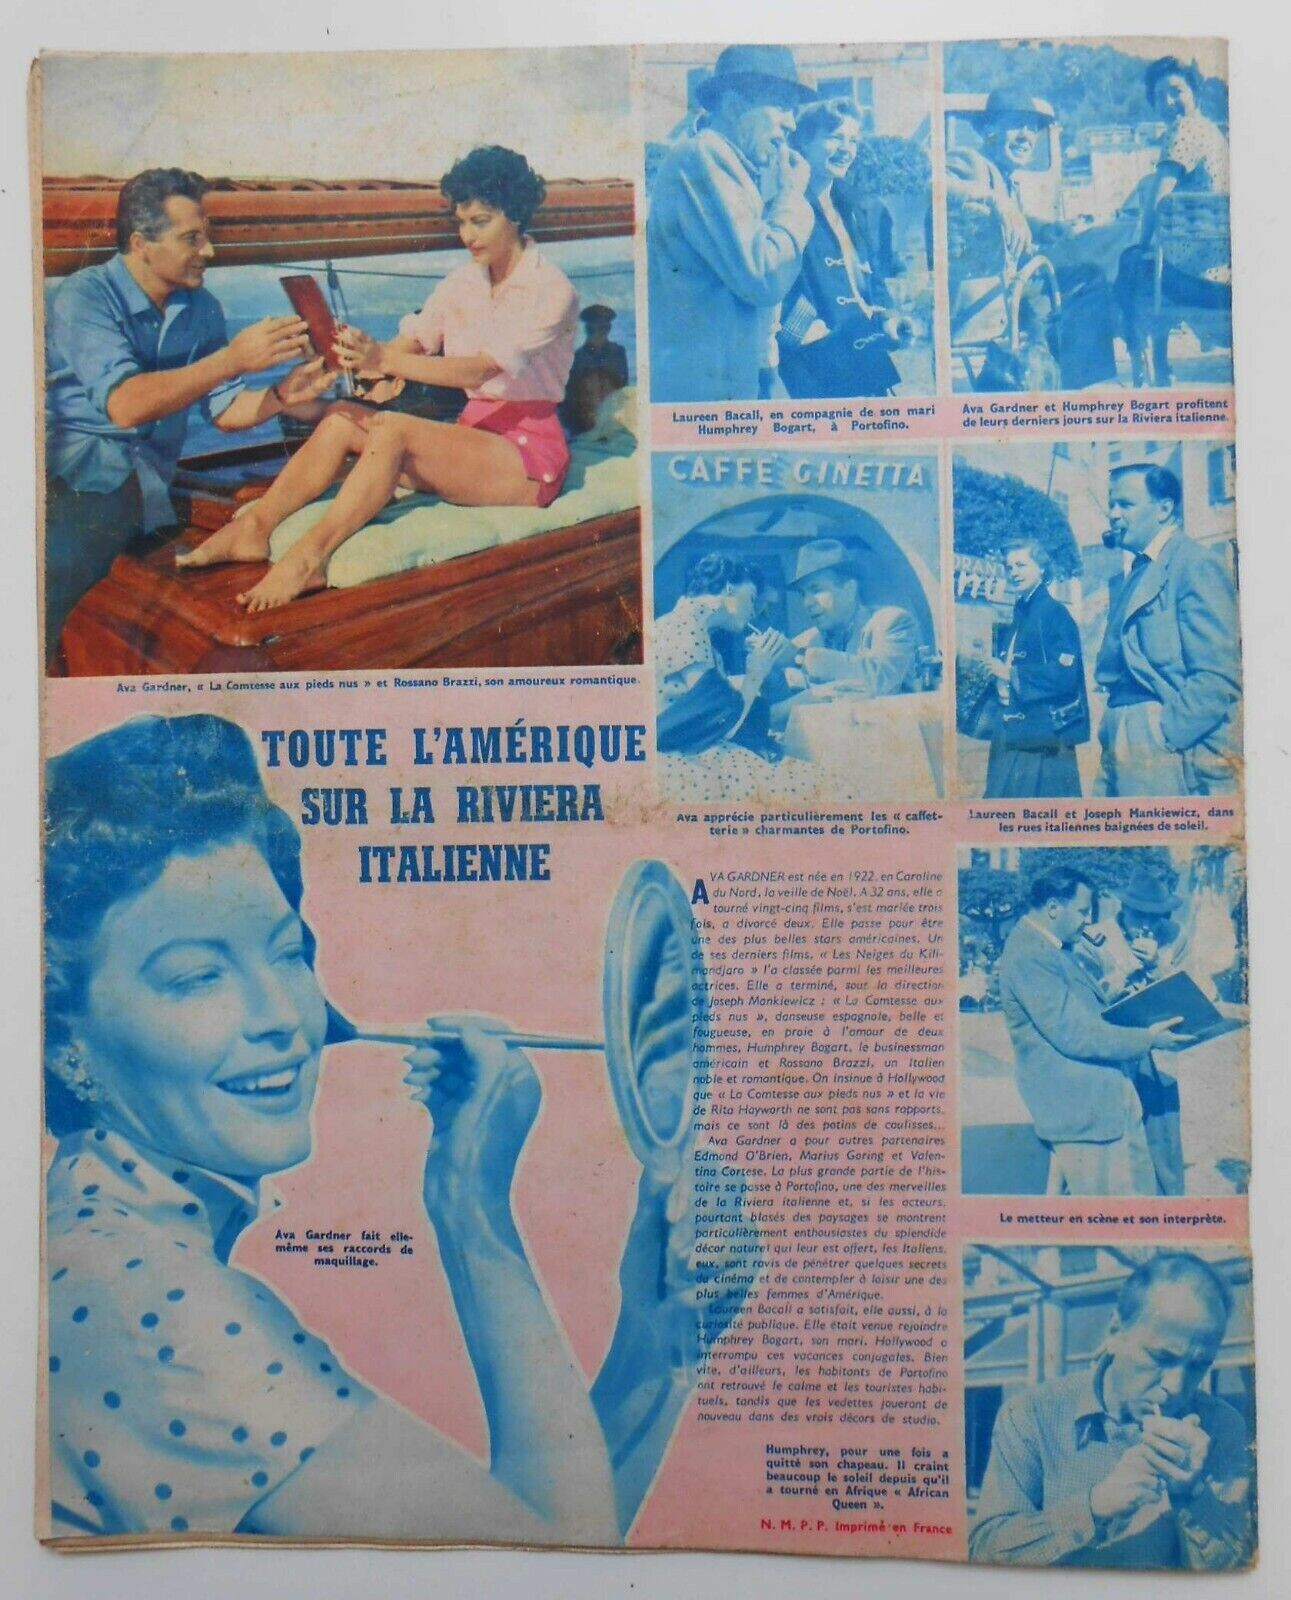 Ava Gardner, « La Comtesse aux pieds nus » et Rossano Brazzi, son amoureux romantique.
Laureen Bacall, en compagnie de son mari
Humphrey Bogart, à Portofino.
Ava Gardner et Humphrey Bogart profitent
de leurs derniers jours sur la Riviera italienne.
CAFFE' GINETTA
Ava apprécie particulièrement les « caffet-
terie » charmantes de Portofino.
Laureen Bacall et Joseph Mankiewicz, dans
les rues italiennes baignées de soleil.
TOUTE L'AMÉRIQUE
SUR LA RIVIERA
ITALIENNE
AVA GARDNER est née en 1922, en Caroline
du Nord, la veille de Noël. A 32 ans, elle a
tourné vingt-cinq films, s'est mariée trois
fois, a divorcé deux. Elle passe pour être
une des plus belles stars américaines. Un
de ses derniers films, « Les Neiges du Kili-
mandjaro » l'a classée parmi les meilleures
actrices. Elle a terminé, sous la direction
de Joseph Mankiewicz : « La Comtesse aux
pieds nus », danseuse espagnole, belle et
fougueuse, en proie à l'amour de deux
hommes, Humphrey Bogart, le businessman
américain et Rossano Brazzi, un Italien
noble et romantique. On insinue à Hollywood
que « La Comtesse aux pieds nus » et la vie
de Rita Hayworth ne sont pas sans rapports,
mais ce sont là des potins de coulisses...
Ava Gardner a pour autres partenaires
Edmond O'Brien, Marius Goring et Valen-
tina Cortese. La plus grande partie de l'his-
toire se passe à Portofino, une des merveilles
de la Riviera italienne et, si les acteurs,
pourtant blasés des paysages se montrent
particulièrement enthousiastes du splendide
décor naturel qui leur est offert, les Italiens,
eux, sont ravis de pénétrer quelques secrets
du cinéma et de contempler à loisir une des
plus belles femmes d'Amérique.
Laureen Bacall a satisfait, elle aussi, à la
curiosité publique. Elle était venue rejoindre
Humphrey Bogart, son mari. Hollywood a
interrompu ces vacances conjugales. Bien
vite, d'ailleurs, les habitants de Portofino
ont retrouvé le calme et les touristes habi-
tuels, tandis que les vedettes joueront de
nouveau dans des vrais décors de studio.
Ava Gardner fait elle-
même ses raccords de
maquillage.
Le metteur en scène et son interprète.
Humphrey, pour une fois a
quitté son chapeau. Il craint
beaucoup le soleil depuis qu'il
a tourné en Afrique « African
Queen ».
N. M. P. P. Imprimé en France